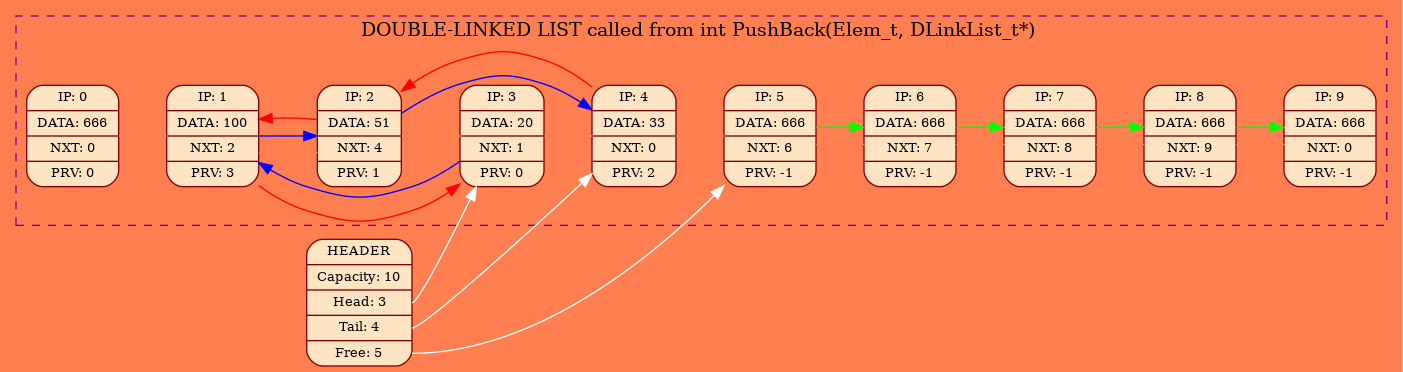 DOUBLE-LINKED LIST called from int PushBack(Elem_t, DLinkList_t*)
IP: 0
DATA: 666
NXT: 0
PRV: 0
IP: 1
DATA: 100
NXT: 2
PRV: 3
IP: 2
DATA: 51
NXT: 4
PRV: 1
IP: 3
DATA: 20
NXT: 1
PRV: 0
IP: 4
DATA: 33
NXT: 0
PRV: 2
IP: 5
DATA: 666
NXT: 6
PRV: -1
IP: 6
DATA: 666
NXT: 7
PRV: -1
IP: 7
DATA: 666
NXT: 8
PRV: -1
IP: 8
DATA: 666
NXT: 9
PRV: -1
IP: 9
DATA: 666
NXT: 0
PRV: -1
HEADER
Capacity: 10
Head: 3
Tail: 4
Free: 5